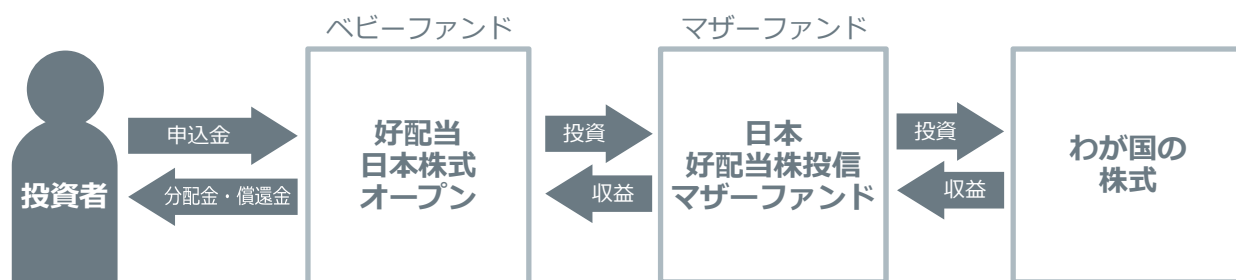 ベビーファンド
マザーファンド
投資者
申込金
分配金・償還金
好配当
日本株式
オープン
投資
収益
日本
好配当株投信
マザーファンド
投資
収益
わが国の
株式